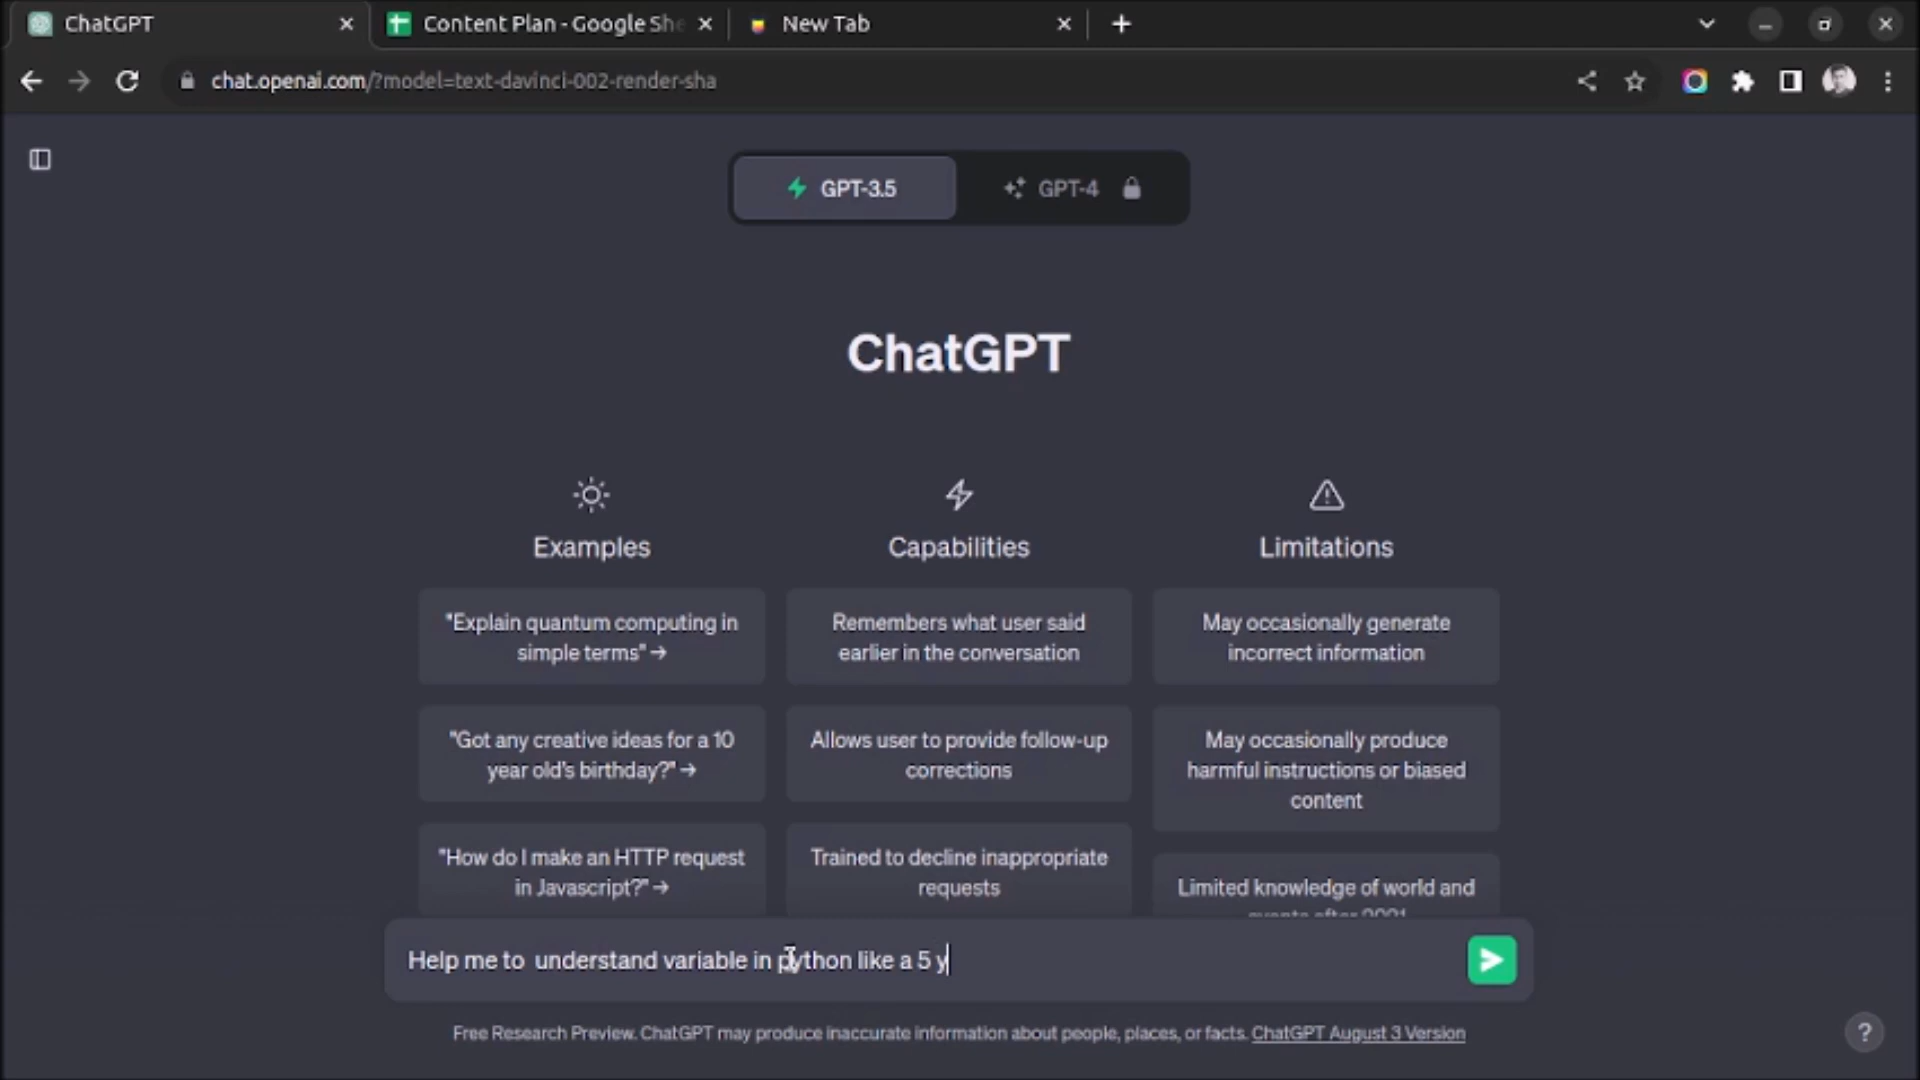 ChatGPT
Content Plan - Google She
New Tab
chat.openai.com/?model=text-davinci-002-render-sha
GPT-3.5
GPT-4
ChatGPT
Examples
Capabilities
Limitations
"Explain quantum computing in
simple terms" →
Remembers what user said
earlier in the conversation
May occasionally generate
incorrect information
"Got any creative ideas for a 10
year old's birthday?" →
Allows user to provide follow-up
corrections
May occasionally produce
harmful instructions or biased
content
"How do I make an HTTP request
in Javascript?" →
Trained to decline inappropriate
requests
Limited knowledge of world and
events after 2021
Help me to  understand variable in python like a 5 y
Free Research Preview. ChatGPT may produce inaccurate information about people, places, or facts. ChatGPT August 3 Version
?